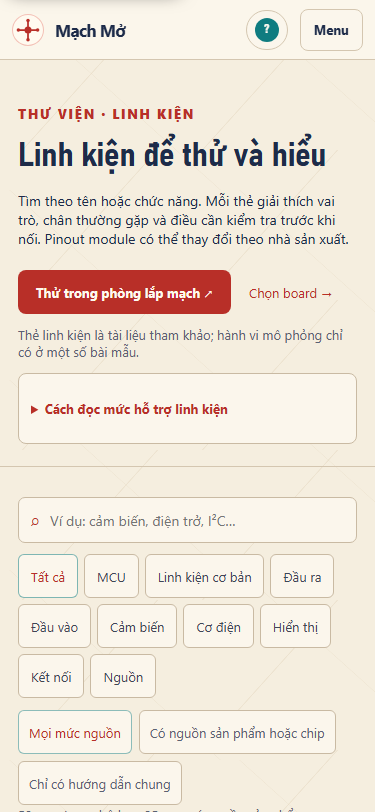 Mạch Mở
?
Menu
THƯ VIỆN · LINH KIỆN
Linh kiện để thử và hiểu
Tìm theo tên hoặc chức năng. Mỗi thẻ giải thích vai
trò, chân thường gặp và điều cần kiểm tra trước khi
nối. Pinout module có thể thay đổi theo nhà sản xuất.
Thử trong phòng lắp mạch ↗
Chọn board →
Thẻ linh kiện là tài liệu tham khảo; hành vi mô phỏng chỉ
có ở một số bài mẫu.
▶ Cách đọc mức hỗ trợ linh kiện
Ví dụ: cảm biến, điện trở, I²C...
Tất cả
MCU
Linh kiện cơ bản
Đầu ra
Đầu vào
Cảm biến
Cơ điện
Hiển thị
Kết nối
Nguồn
Mọi mức nguồn
Có nguồn sản phẩm hoặc chip
Chỉ có hướng dẫn chung